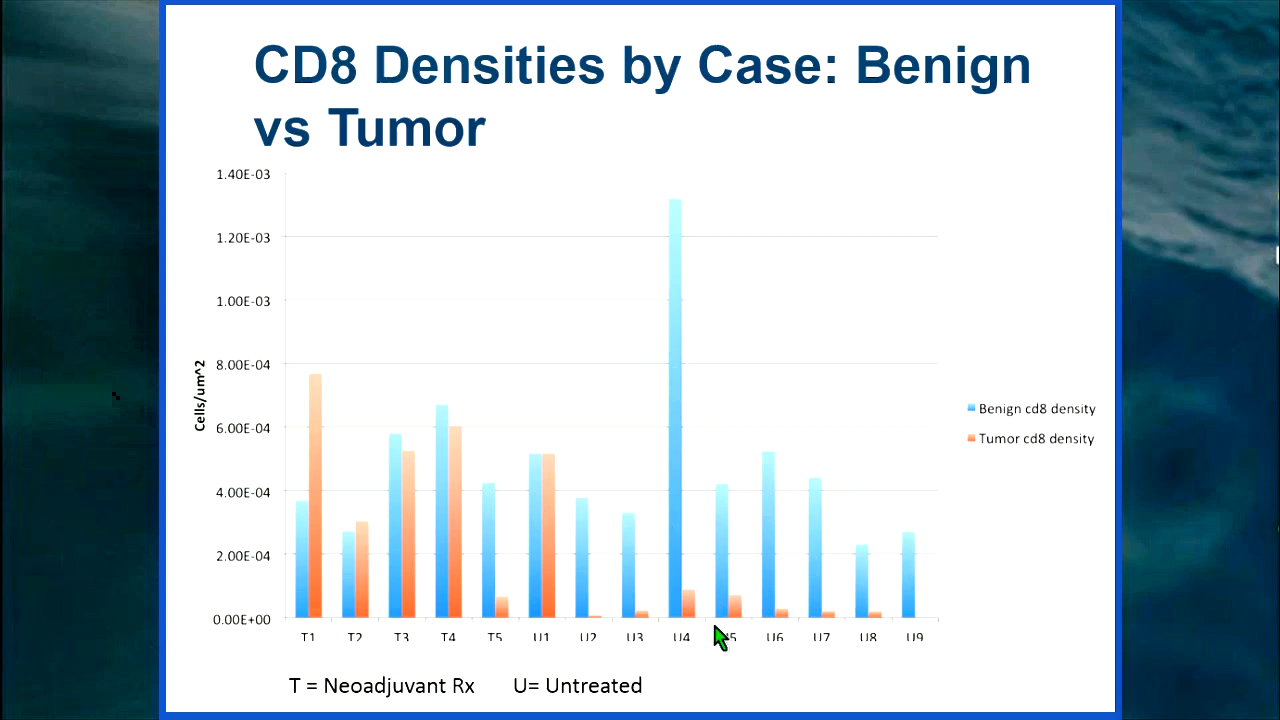 CD8 Densities by Case: Benign
vs Tumor
1.40E-03
1.20E-03
1.00E-03
8.00E-04
6.00E-04
4.00E-04
2.00E-04
0.00E+00
Cells/um^2
Benign cd8 density
Tumor cd8 density
T1 T2 T3 T4 T5 U1 U2 U3 U4 U6 U7 U8 U9
T = Neoadjuvant Rx U= Untreated